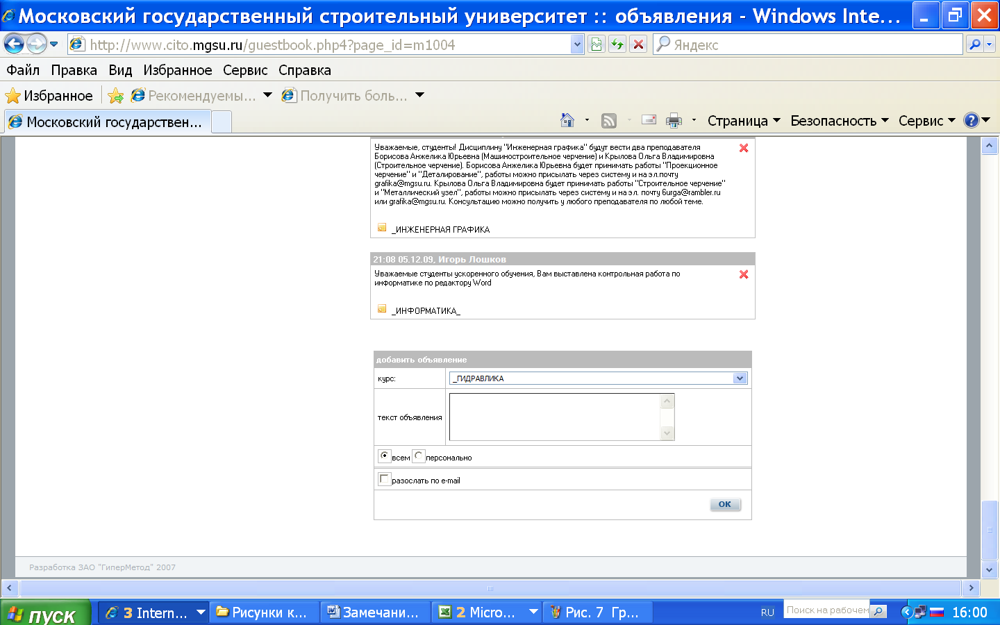 Московский государственный строительный университет :: объявления - Windows Inte...
http://www.cito.mgsu.ru/guestbook.php4?page_id=m1004
Яндекс
Файл Правка Вид Избранное Сервис Справка
Избранное Рекомендуемы... Получить боль...
Московский государствен... Страница Безопасность Сервис
Уважаемые, студенты! Дисциплину "Инженерная графика" будут вести два преподавателя
Борисова Анжелика Юрьевна (Машиностроительное черчение) и Крылова Ольга Владимировна
(Строительное черчение). Борисова Анжелика Юрьевна будет принимать работы "Проекционное
черчение" и "Деталирование", работы можно присылать через систему и на эл.почту
grafika@mgsu.ru. Крылова Ольга Владимировна будет принимать работы "Строительное черчение"
и "Металлический узел", работы можно присылать через систему и на эл. почту 6urga@rambler.ru
или grafika@mgsu.ru. Консультацию можно получить у любого преподавателя по любой теме.
_ИНЖЕНЕРНАЯ ГРАФИКА
21:08 05.12.09, Игорь Лошков
Уважаемые студенты ускоренного обучения, Вам выставлена контрольная работа по
информатике по редактору Word
_ИНФОРМАТИКА_
добавить объявление
курс: _ГИДРАВЛИКА
текст объявления
всем персонально
разослать по e-mail
ОК
Разработка ЗАО "ГиперМетод" 2007
пуск 3 Intern... Рисунки к... Замечани... 2 Micro... Рис. 7 Гр... RU Поиск на рабочем 16:00